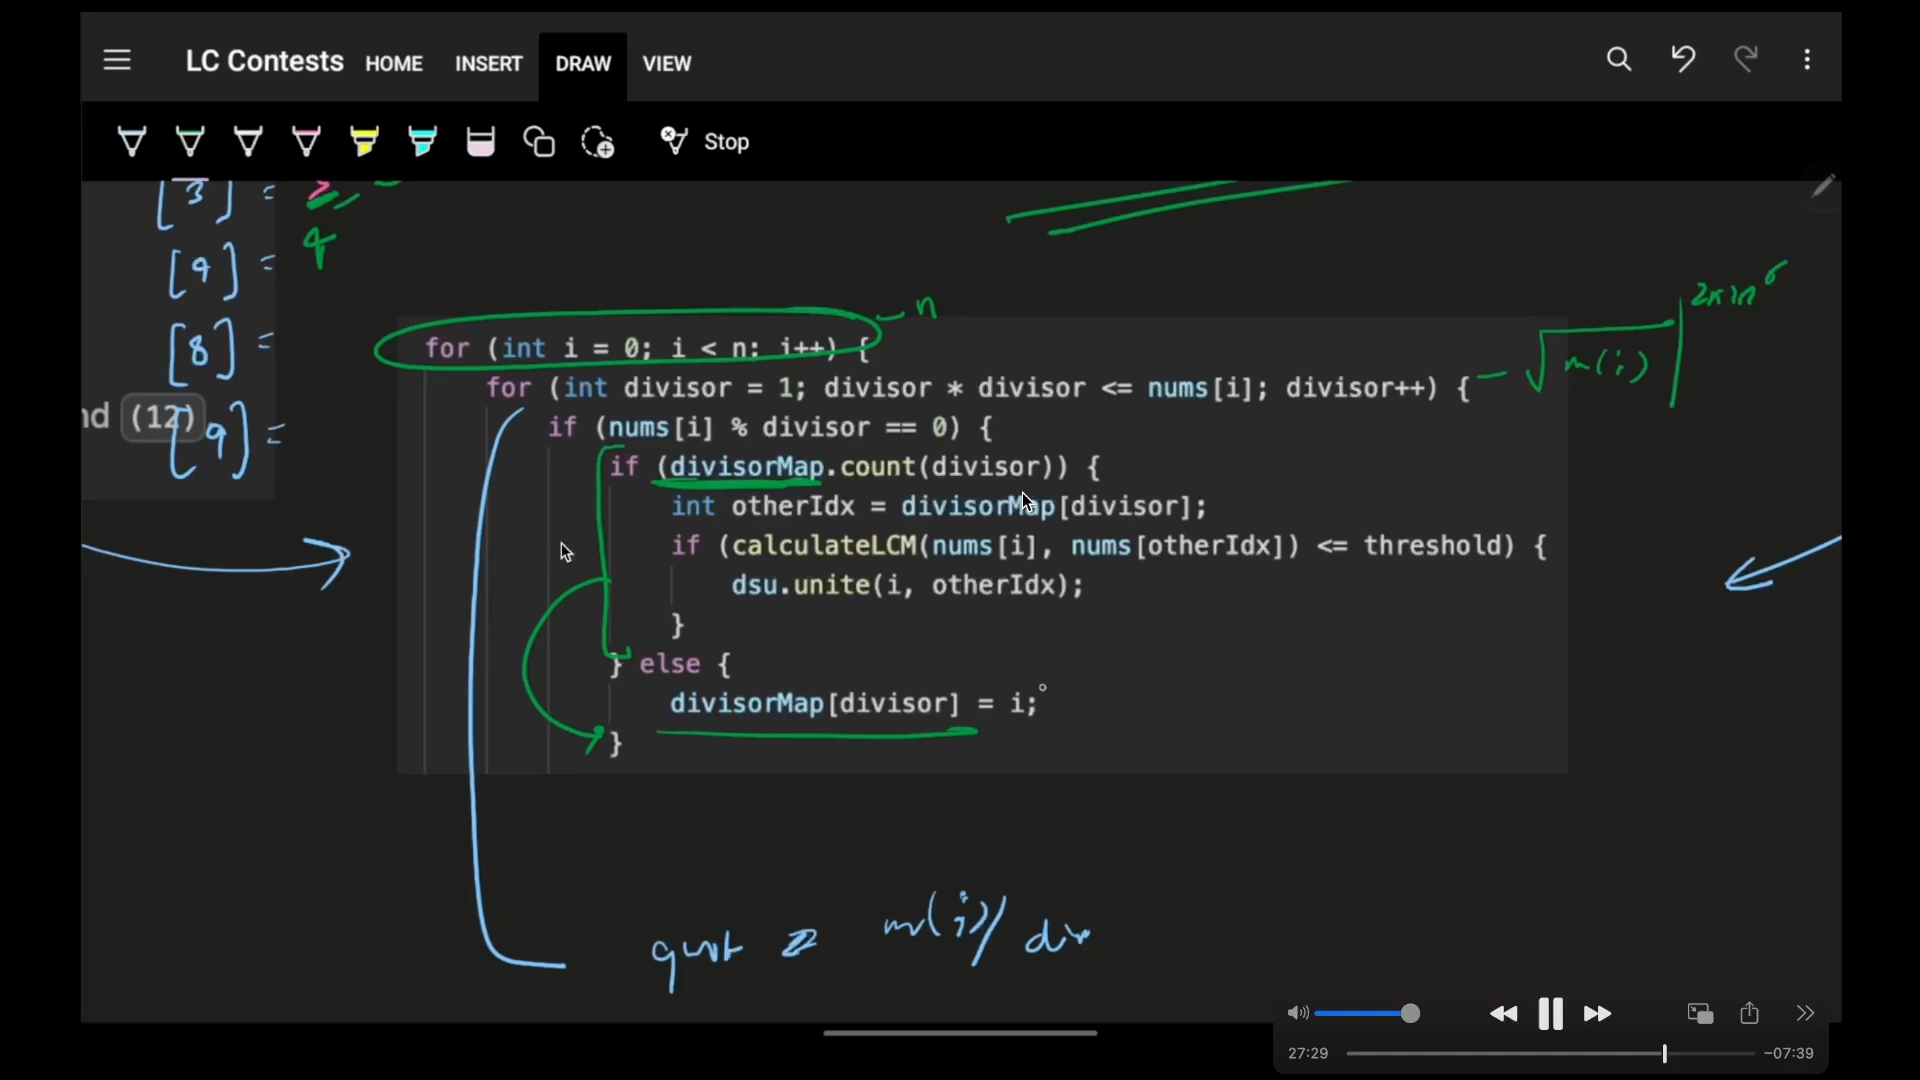 LC Contests HOME INSERT DRAW VIEW
Stop
[3] =
4
[9] =
[8] =
nd (12)
[9] =
n
2x10^6
for (int i = 0; i < n; i++) {
for (int divisor = 1; divisor * divisor <= nums[i]; divisor++) {
if (nums[i] % divisor == 0) {
if (divisorMap.count(divisor)) {
int otherIdx = divisorMap[divisor];
if (calculateLCM(nums[i], nums[otherIdx]) <= threshold) {
dsu.unite(i, otherIdx);
}
} else {
divisorMap[divisor] = i;
}
27:29
-07:39